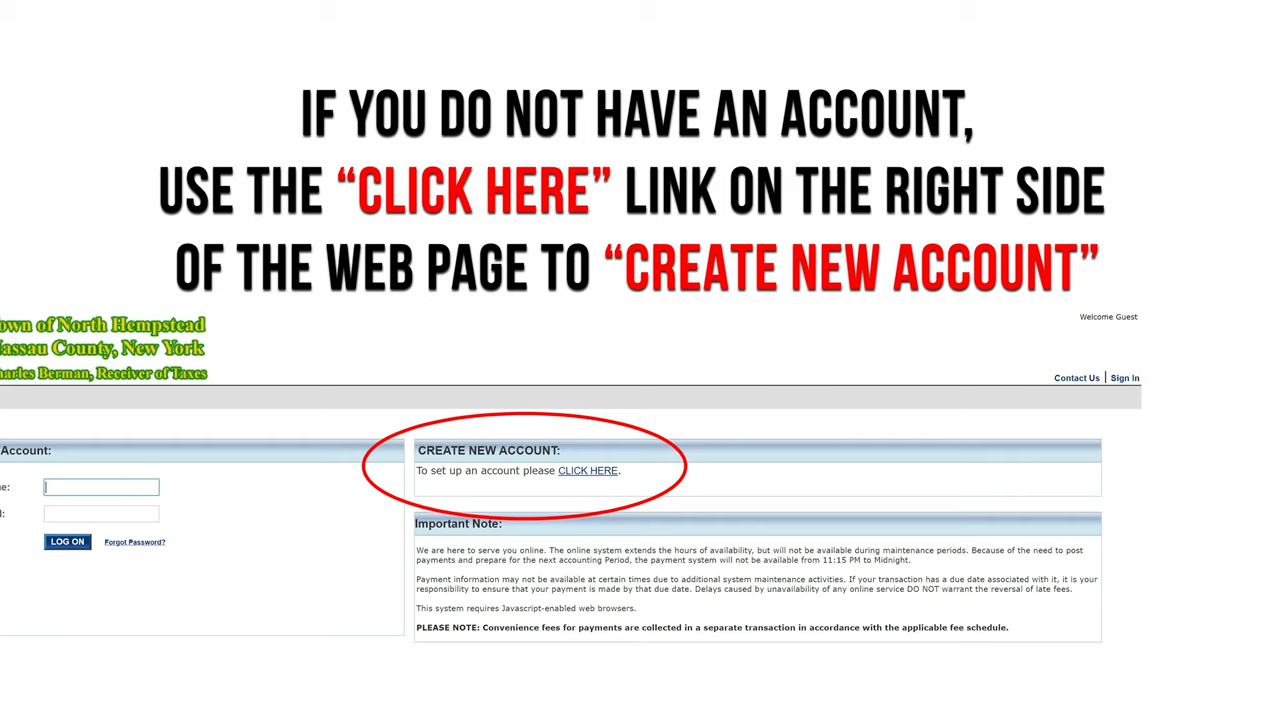 IF YOU DO NOT HAVE AN ACCOUNT,
USE THE “CLICK HERE” LINK ON THE RIGHT SIDE
OF THE WEB PAGE TO “CREATE NEW ACCOUNT”
of North Hempstead
County, New York
Berman, Receiver of Taxes
Welcome Guest
Contact Us | Sign In
Account:
CREATE NEW ACCOUNT:
To set up an account please CLICK HERE.
LOG ON Forgot Password?
Important Note:
We are here to serve you online. The online system extends the hours of availability, but will not be available during maintenance periods. Because of the need to post
payments and prepare for the next accounting Period, the payment system will not be available from 11:15 PM to Midnight.
Payment information may not be available at certain times due to additional system maintenance activities. If your transaction has a due date associated with it, it is your
responsibility to ensure that your payment is made by that due date. Delays caused by unavailability of any online service DO NOT warrant the reversal of late fees.
This system requires Javascript-enabled web browsers.
PLEASE NOTE: Convenience fees for payments are collected in a separate transaction in accordance with the applicable fee schedule.